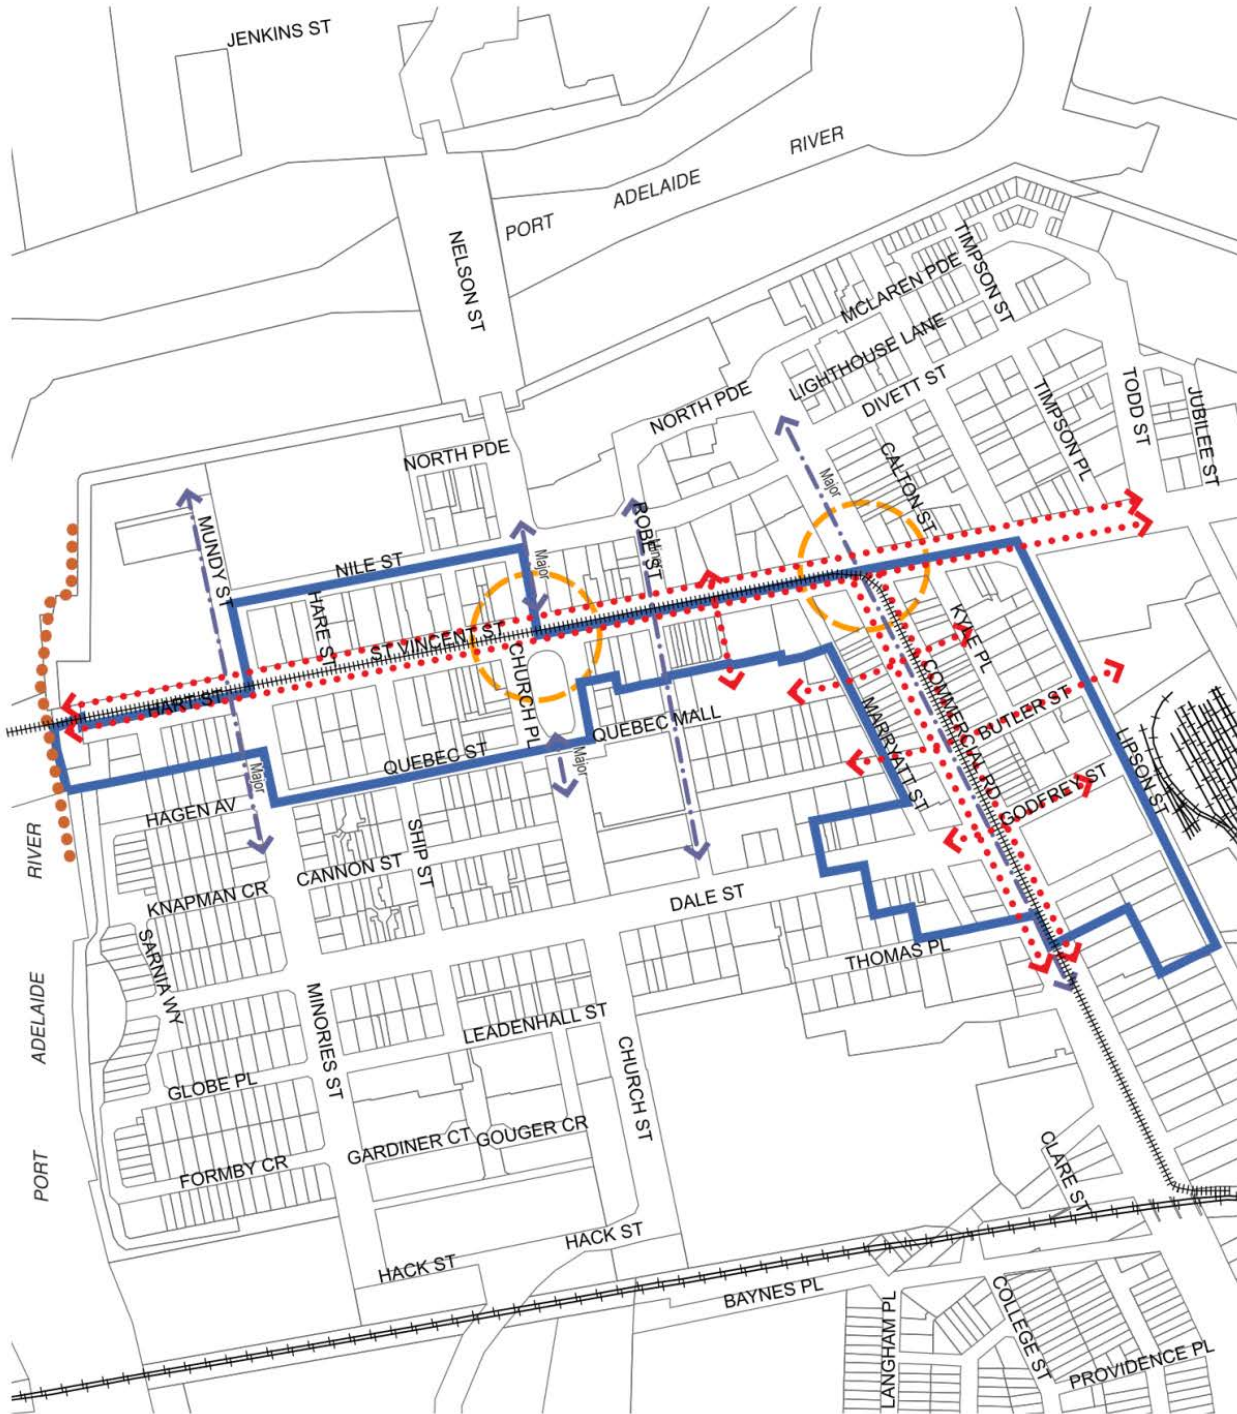 JENKINS ST
PORT
ADELAIDE
RIVER
NELSON ST
TIMPSON ST
MCLAREN PDE
LIGHTHOUSE LANE
DIVETT ST
NORTH PDE
TIMPSON PL
TODD ST
JUBILEE ST
NORTH PDE
CALTON ST
Major
MUNDY ST
NILE ST
Major
ROBE ST
Minor
HARE ST
ST VINCENT ST
KYAE PL
HART ST
CHURCH PL
QUEBEC MALL
COMMERCIAL RD
BUTLER ST
MARRYATT ST
LIPSON ST
QUEBEC ST
Major
Major
GODFREY ST
HAGEN AV
SHIP ST
CANNON ST
KNAPMAN CR
DALE ST
SARNIA WY
THOMAS PL
MINORIES ST
LEADENHALL ST
GLOBE PL
CHURCH ST
GARDINER CT
GOUGER CR
FORMBY CR
CLARE ST
RIVER
ADELAIDE
PORT
HACK ST
HACK ST
BAYNES PL
LANGHAM PL
COLLEGE ST
PROVIDENCE PL